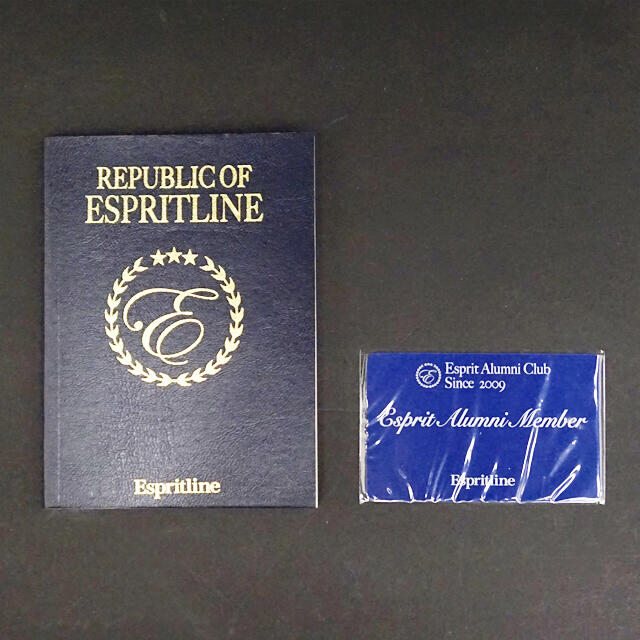 REPUBLIC OF
ESPRITLINE
E
Espritline
E
Esprit Alumni Club
Since 2009
Esprit Alumni Member
Espritline